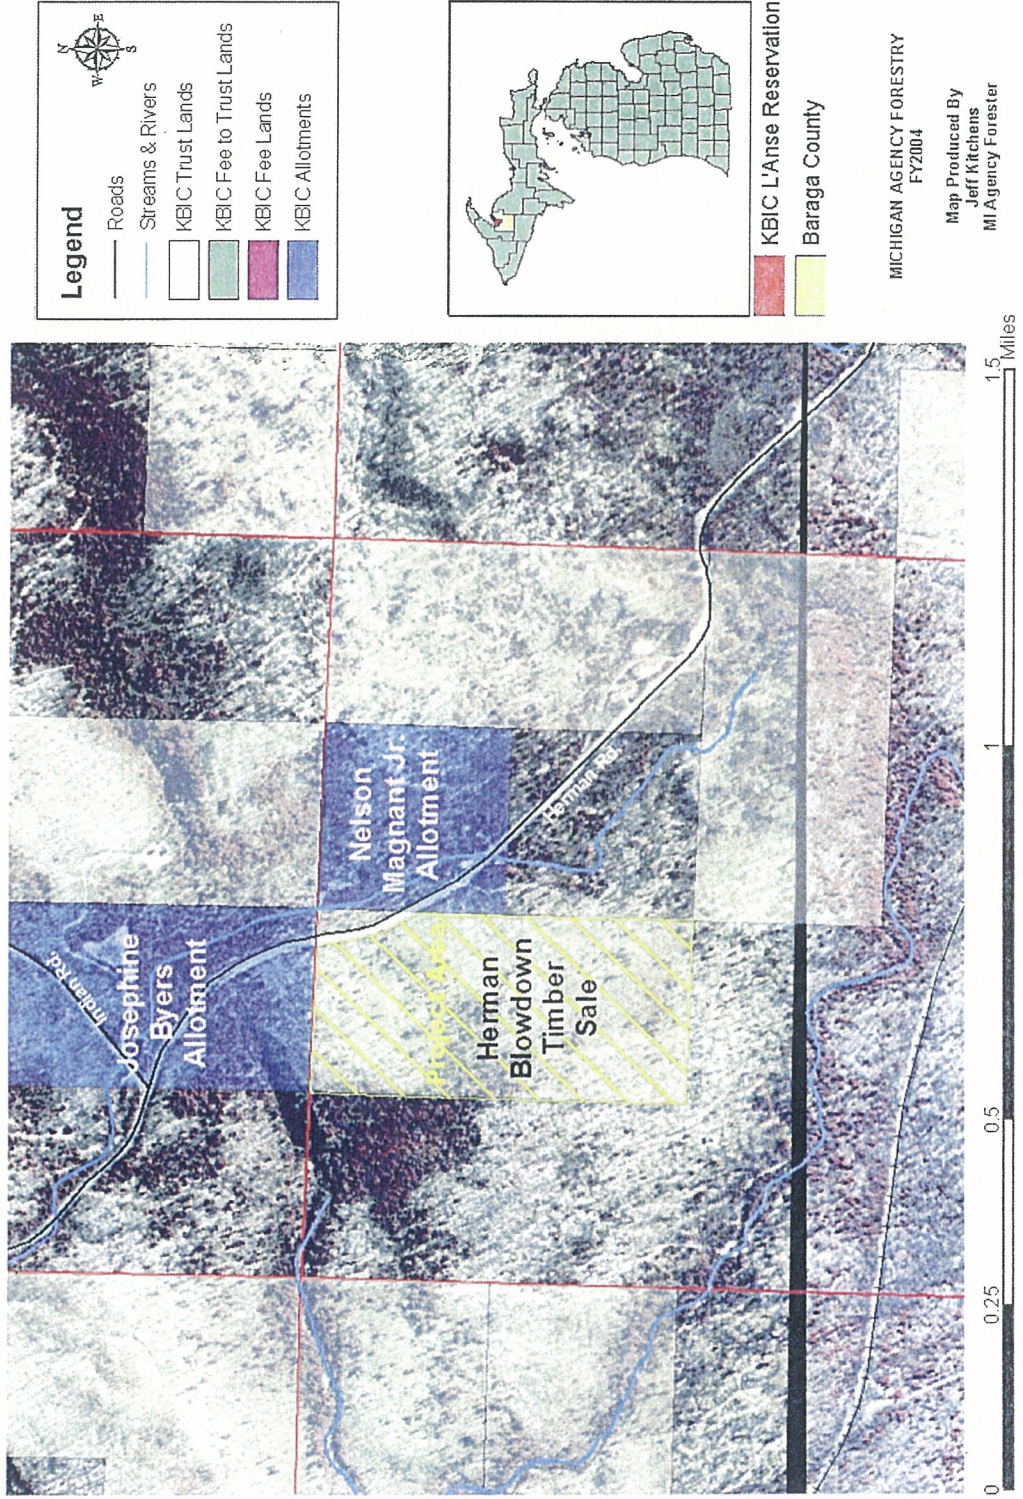 Legend
Roads
Streams & Rivers
KBIC Trust Lands
KBIC Fee to Trust Lands
KBIC Fee Lands
KBIC Allotments
N
E
S
W
KBIC L'Anse Reservation
Baraga County
MICHIGAN AGENCY FORESTRY
FY2004
Map Produced By
Jeff Kitchens
MI Agency Forester
Indian Rd.
Josephine
Byers
Allotment
Nelson
Magnant Jr.
Allotment
Herman Rd.
Project Area
Herman
Blowdown
Timber
Sale
0
0.25
0.5
1
1.5
Miles